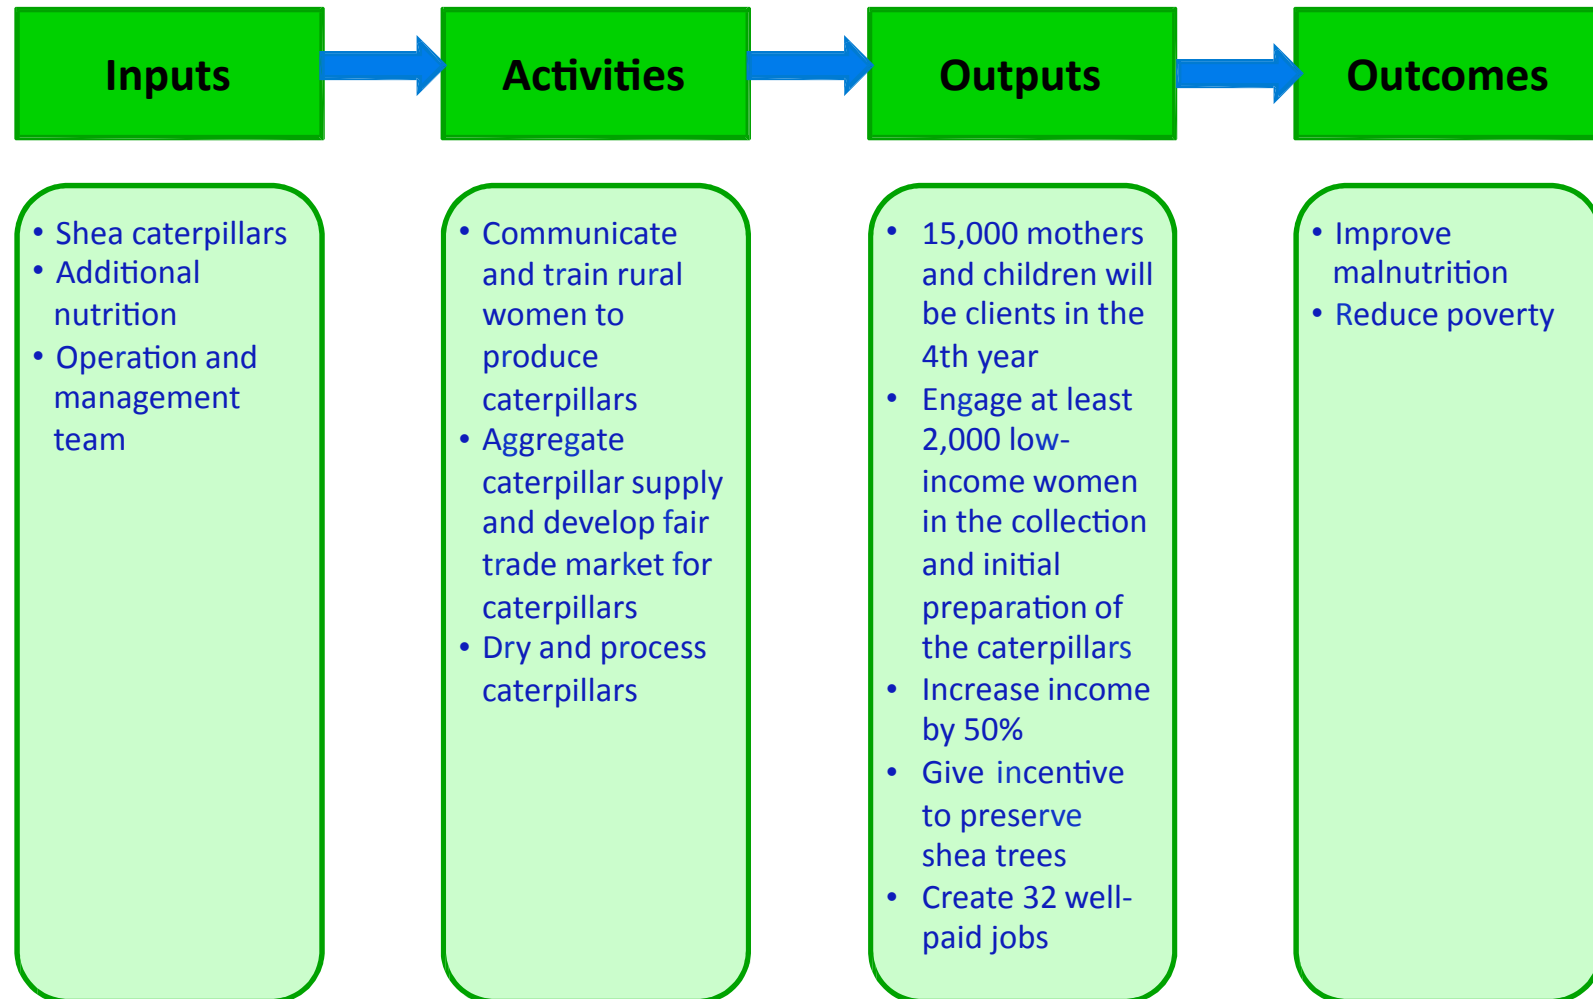 Inputs
Activities
Outputs
Outcomes
• Shea caterpillars
• Additional
nutrition
• Operation and
management
team
• Communicate
and train rural
women to
produce
caterpillars
• Aggregate
caterpillar supply
and develop fair
trade market for
caterpillars
• Dry and process
caterpillars
• 15,000 mothers
and children will
be clients in the
4th year
• Engage at least
2,000 low-
income women
in the collection
and initial
preparation of
the caterpillars
• Increase income
by 50%
• Give incentive
to preserve
shea trees
• Create 32 well-
paid jobs
• Improve
malnutrition
• Reduce poverty